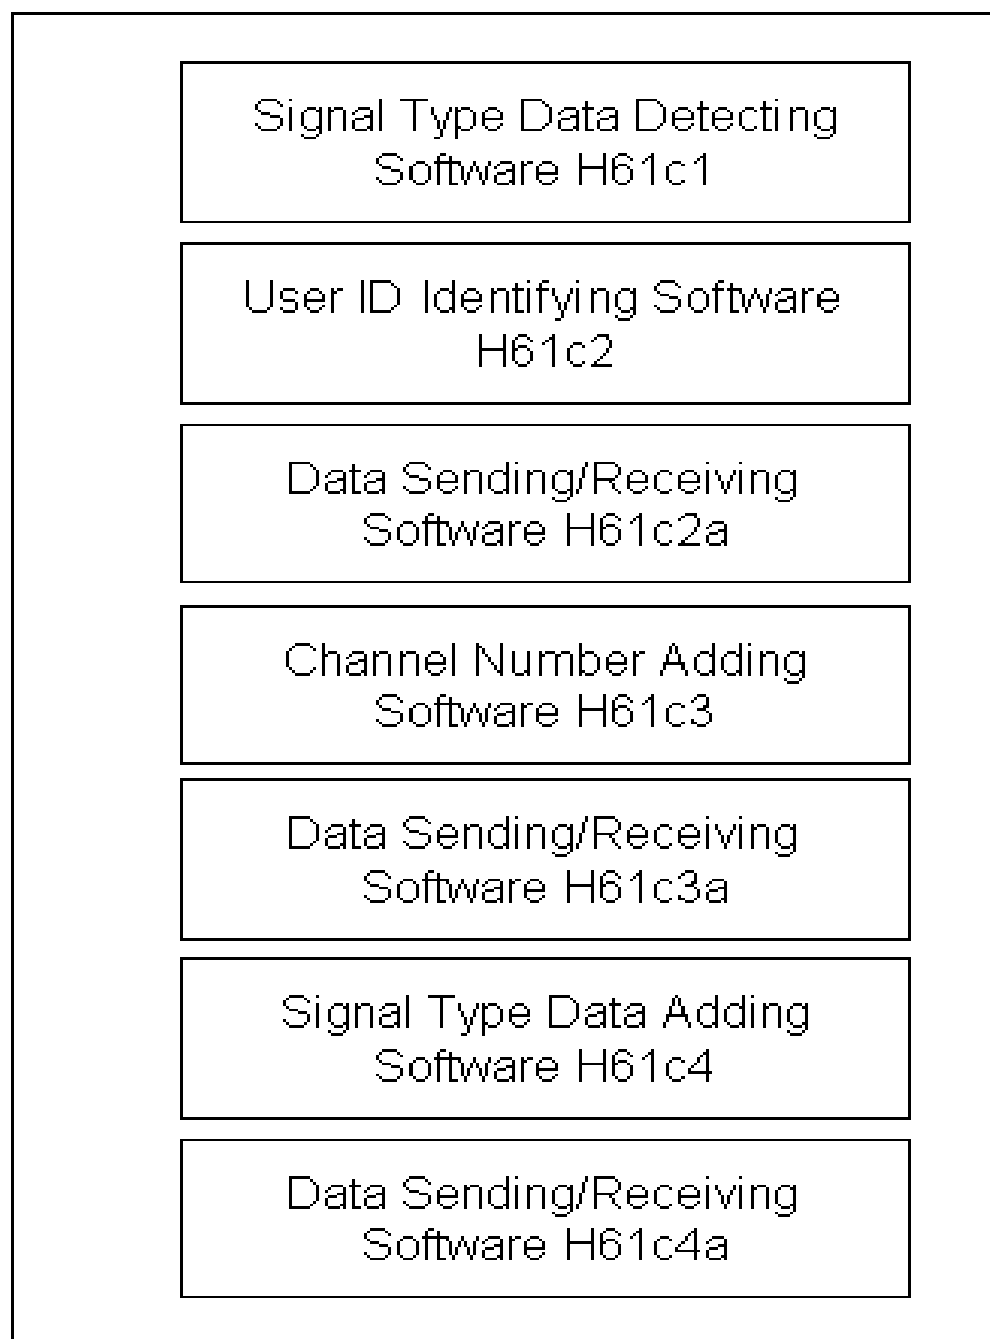 Signal Type Data Detecting
Software H61c1
User ID Identifying Software
H61c2
Data Sending/Receiving
Software H61c2a
Channel Number Adding
Software H61c3
Data Sending/Receiving
Software H61c3a
Signal Type Data Adding
Software H61c4
Data Sending/Receiving
Software H61c4a